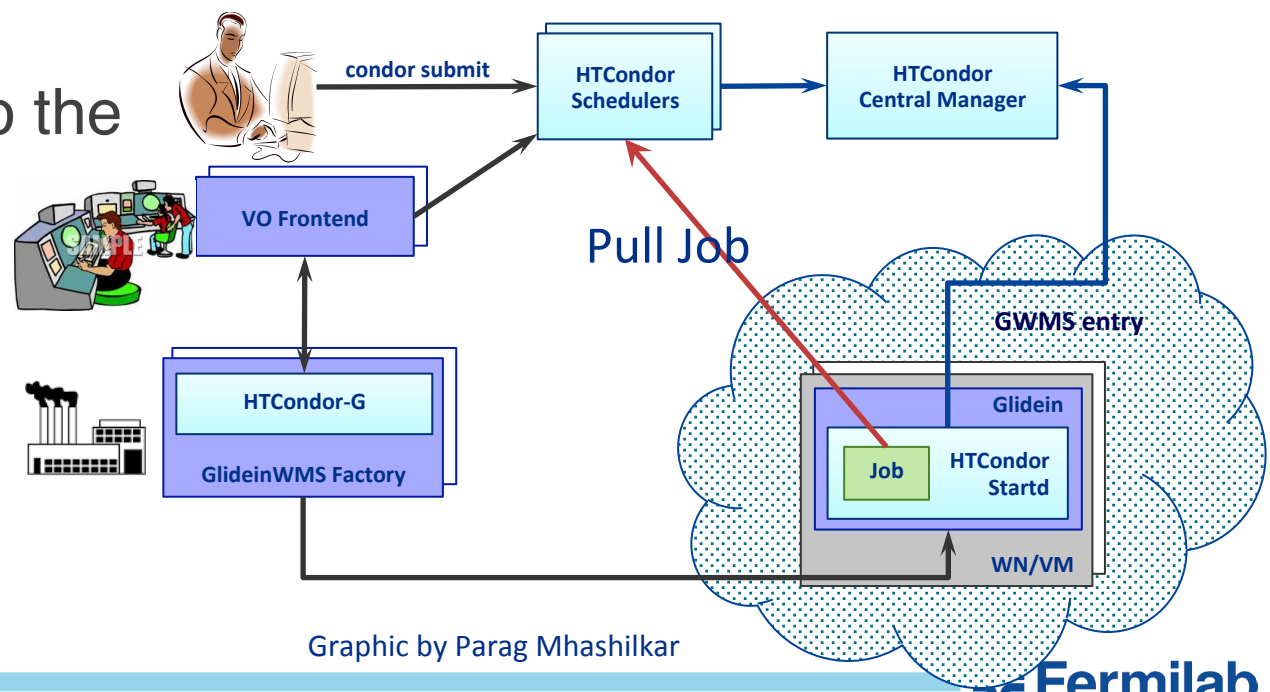 condor submit
HTCondor
Schedulers
HTCondor
Central Manager
o the
VO Frontend
SAMPLE
Pull Job
GWMS entry
HTCondor-G
GlideinWMS Factory
Glidein
Job
HTCondor
Startd
WN/VM
Graphic by Parag Mhashilkar
Fermilab